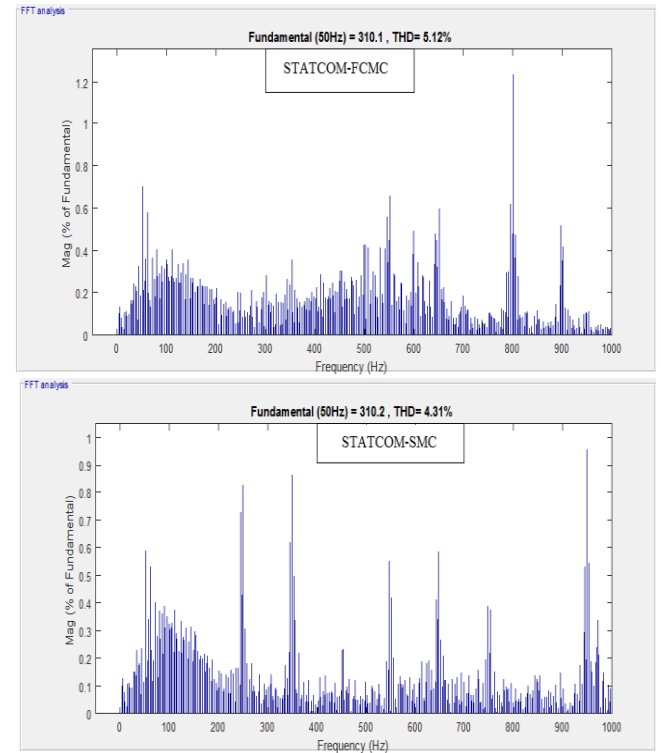 FFT analysis
Fundamental (50Hz) = 310.1 , THD= 5.12%
STATCOM-FCMC
1.2
1
0.8
0.6
0.4
0.2
0
Mag (% of Fundamental)
0 100 200 300 400 500 600 700 800 900 1000
Frequency (Hz)
FFT analysis
Fundamental (50Hz) = 310.2 , THD= 4.31%
STATCOM-SMC
1
0.9
0.8
0.7
0.6
0.5
0.4
0.3
0.2
0.1
0
Mag (% of Fundamental)
0 100 200 300 400 500 600 700 800 900 1000
Frequency (Hz)